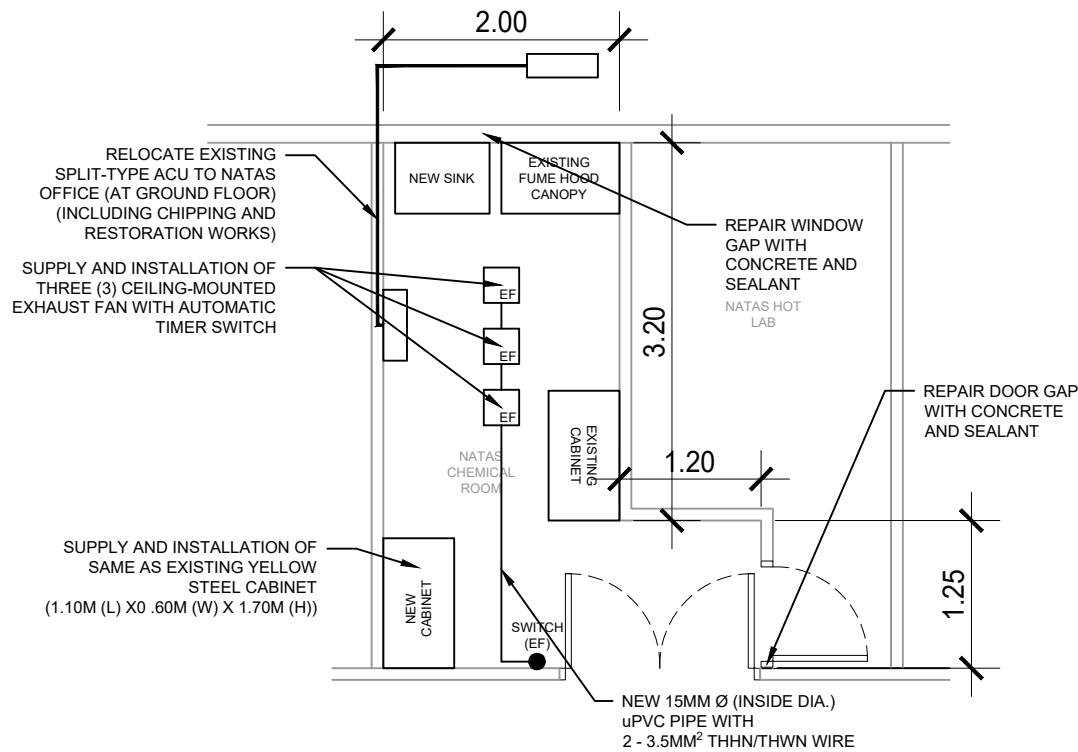 2.00
RELOCATE EXISTING
SPLIT-TYPE ACU TO NATAS
OFFICE (AT GROUND FLOOR)
(INCLUDING CHIPPING AND
RESTORATION WORKS)
NEW SINK
EXISTING
FUME HOOD
CANOPY
REPAIR WINDOW
GAP WITH
CONCRETE AND
SEALANT
NATAS HOT
LAB
SUPPLY AND INSTALLATION OF
THREE (3) CEILING-MOUNTED
EXHAUST FAN WITH AUTOMATIC
TIMER SWITCH
EF
EF
EF
3.20
REPAIR DOOR GAP
WITH CONCRETE
AND SEALANT
NATAS
CHEMICAL
ROOM
EXISTING
CABINET
1.20
SUPPLY AND INSTALLATION OF
SAME AS EXISTING YELLOW
STEEL CABINET
(1.10M (L) X0 .60M (W) X 1.70M (H))
NEW
CABINET
SWITCH
(EF)
1.25
NEW 15MM Ø (INSIDE DIA.)
uPVC PIPE WITH
2 - 3.5MM² THHN/THWN WIRE